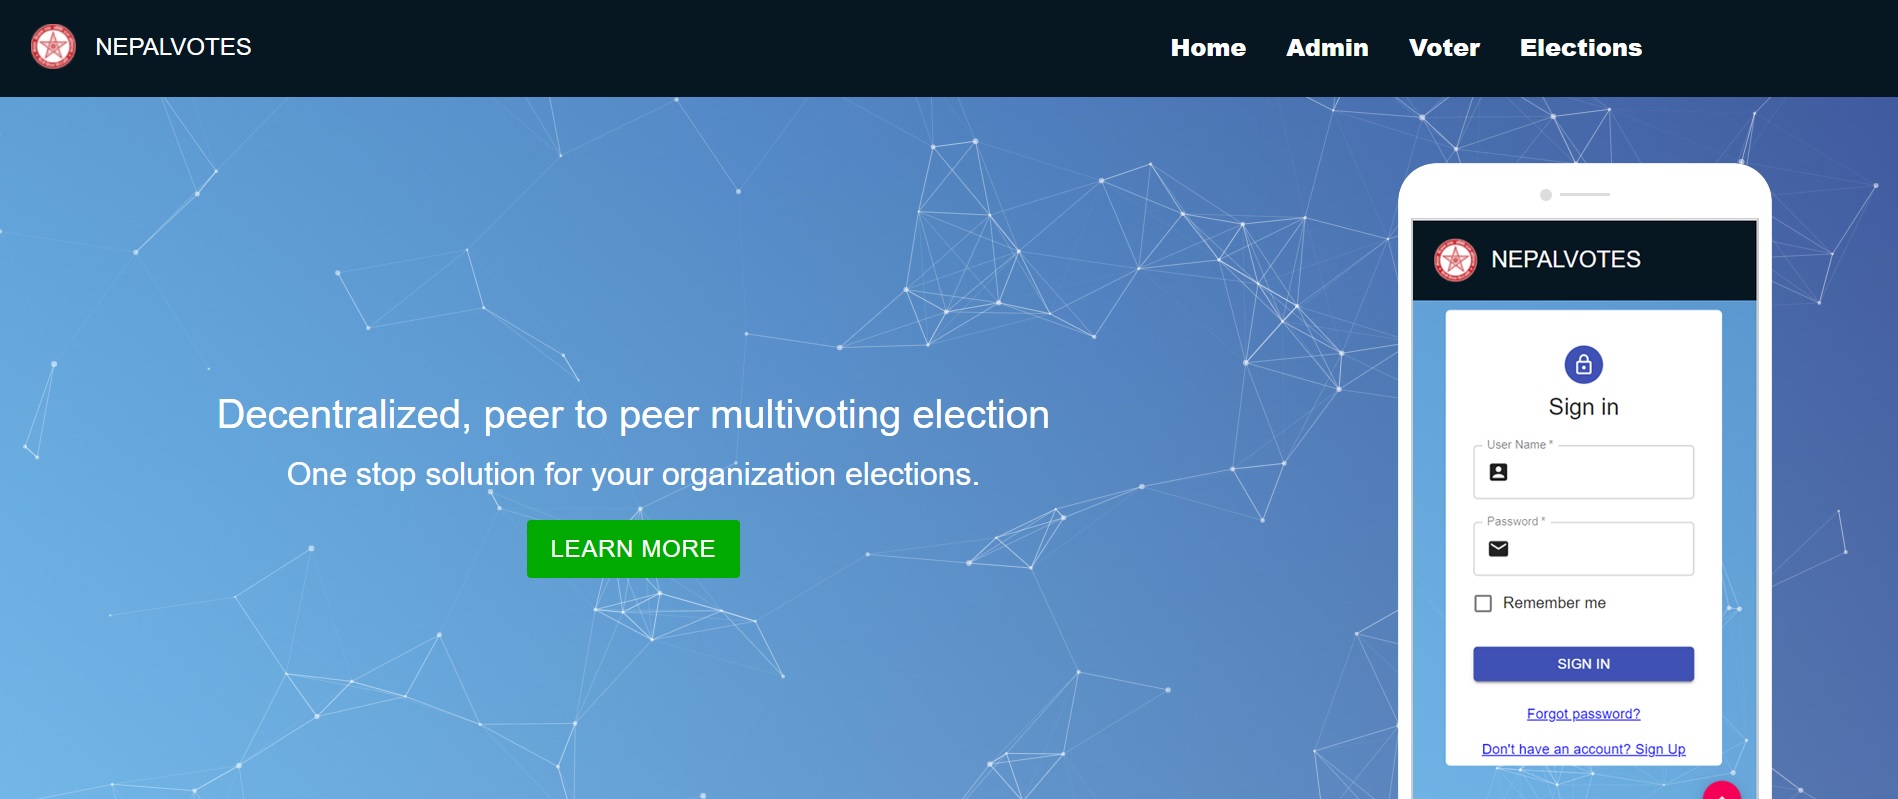 NEPALVOTES
Home Admin Voter Elections
Decentralized, peer to peer multivoting election
One stop solution for your organization elections.
LEARN MORE
NEPALVOTES
Sign in
User Name *
Password *
Remember me
SIGN IN
Forgot password?
Don't have an account? Sign Up